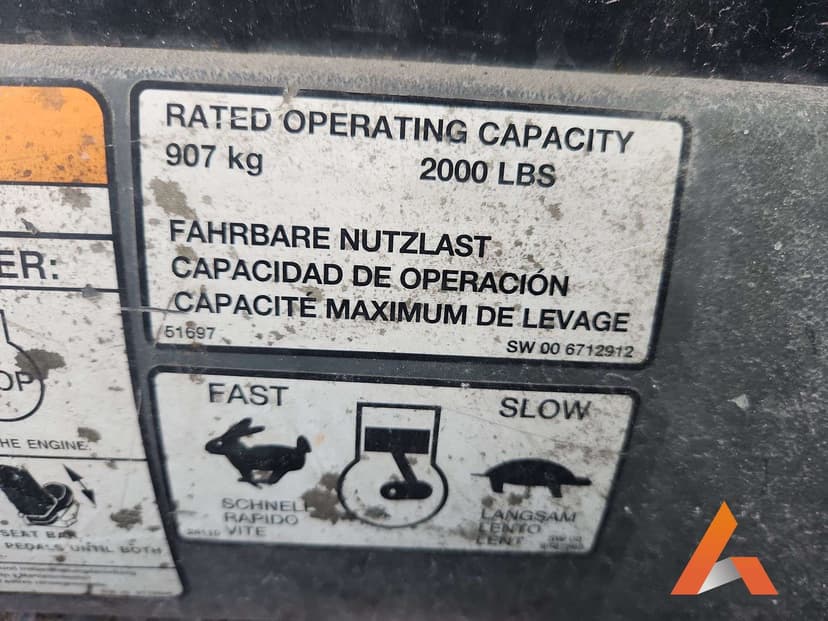 RATED OPERATING CAPACITY
907 kg 2000 LBS
FAHRBARE NUTZLAST
CAPACIDAD DE OPERACIÓN
CAPACITÉ MAXIMUM DE LEVAGE
51697 SW 00 6712912
ER:
OP
HE ENGINE.
SEAT BAR
PEDALS UNTIL BOTH
FAST SLOW
SCHNELL
RAPIDO
VITE
LANGSAM
LENTO
LENT